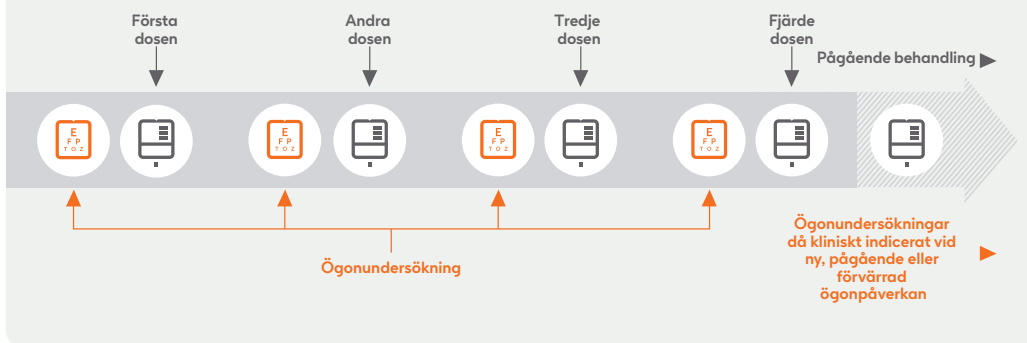 Första
dosen
Andra
dosen
Tredje
dosen
Fjärde
dosen
Pågående behandling
E
F P
T O Z
E
F P
T O Z
E
F P
T O Z
E
F P
T O Z
Ögonundersökning
Ögonundersökningar
då kliniskt indicerat vid
ny, pågående eller
förvärrad
ögonpåverkan